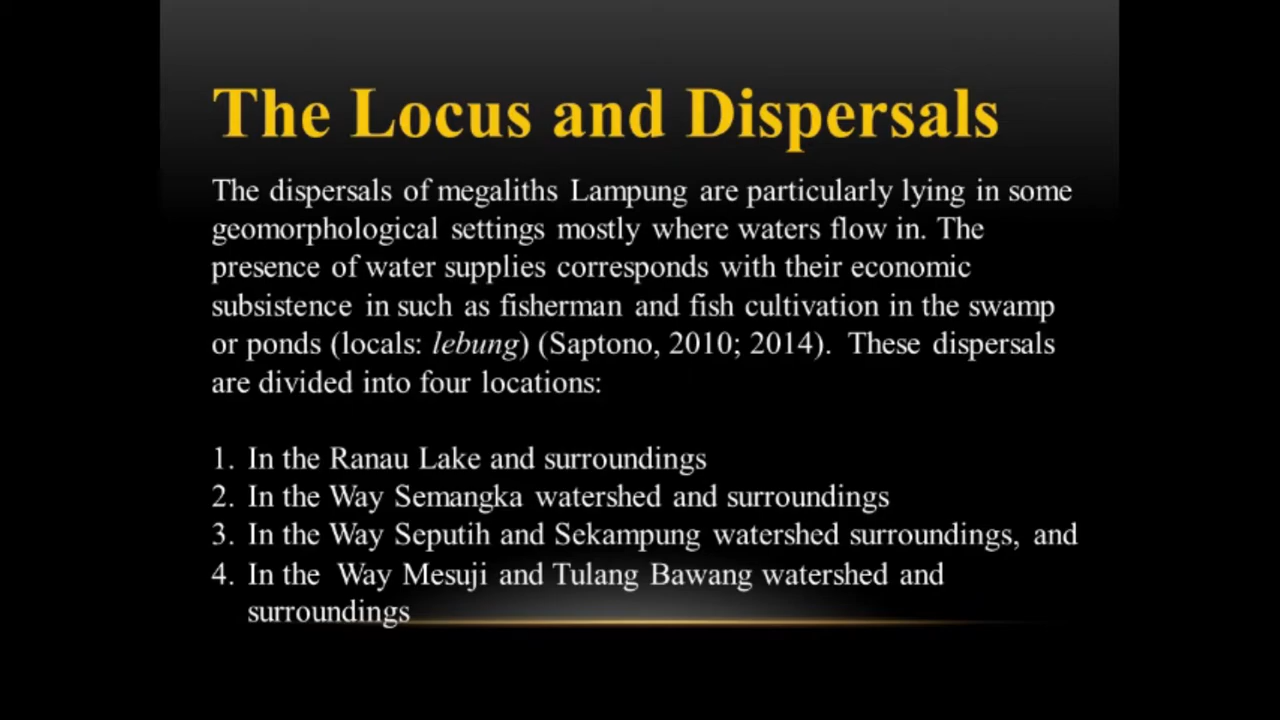 The Locus and Dispersals
The dispersals of megaliths Lampung are particularly lying in some
geomorphological settings mostly where waters flow in. The
presence of water supplies corresponds with their economic
subsistence in such as fisherman and fish cultivation in the swamp
or ponds (locals: lebung) (Saptono, 2010; 2014). These dispersals
are divided into four locations:
1. In the Ranau Lake and surroundings
2. In the Way Semangka watershed and surroundings
3. In the Way Seputih and Sekampung watershed surroundings, and
4. In the Way Mesuji and Tulang Bawang watershed and
surroundings